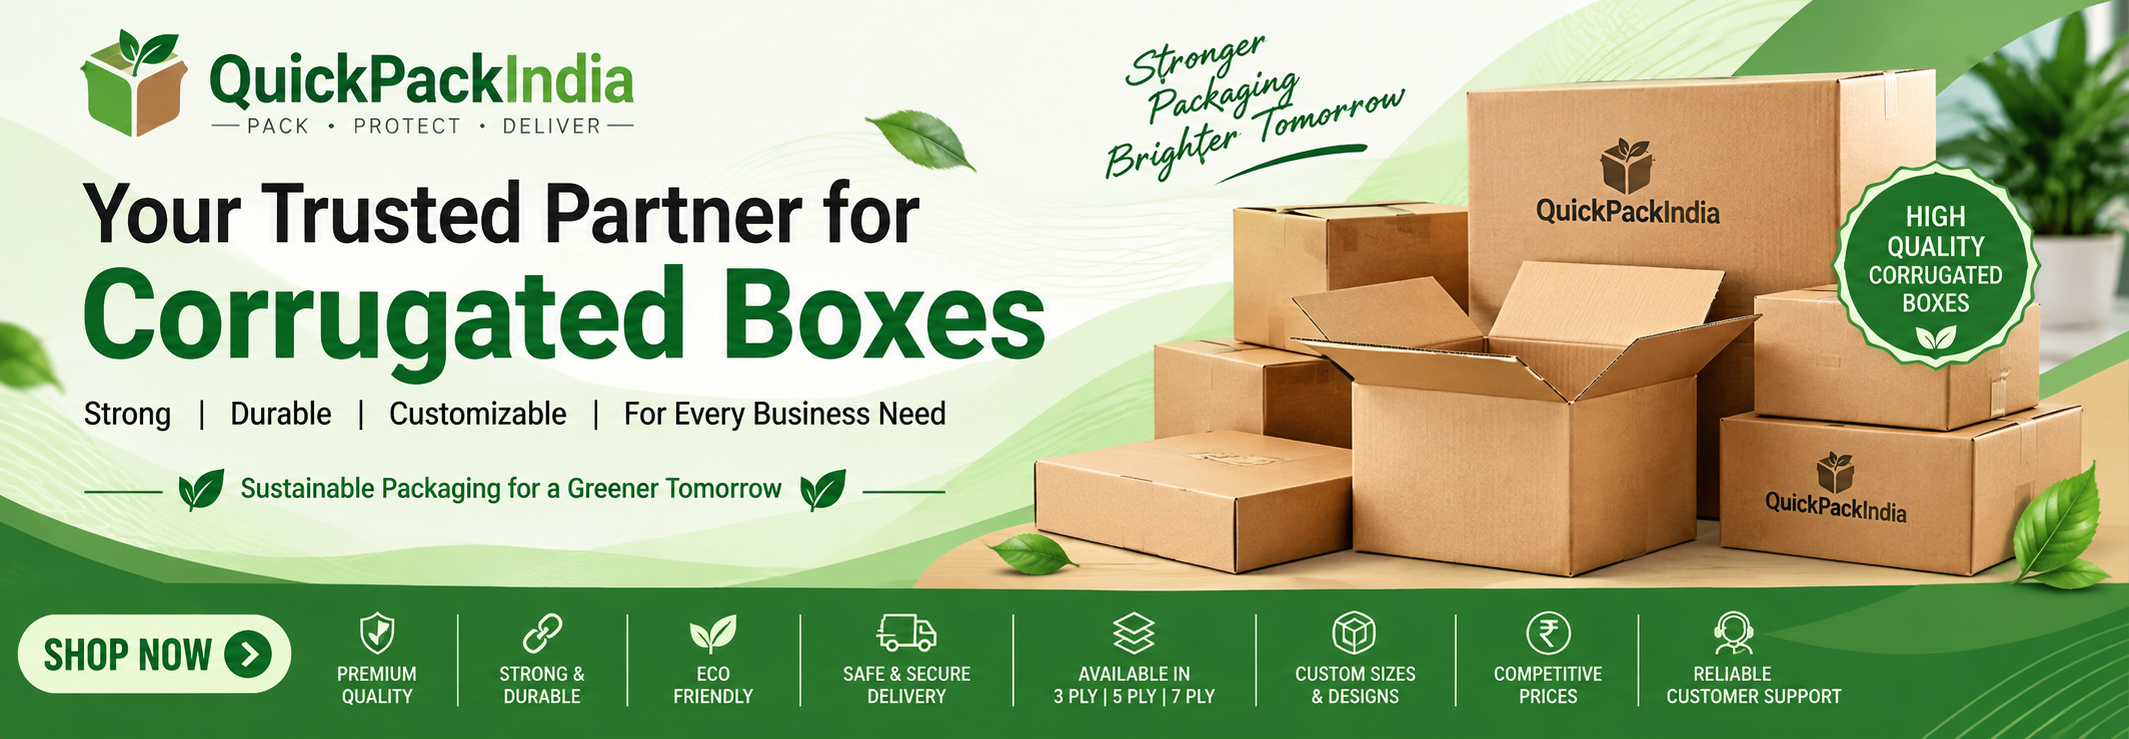 QuickPackIndia
PACK • PROTECT • DELIVER
Your Trusted Partner for
Corrugated Boxes
Strong | Durable | Customizable | For Every Business Need
Sustainable Packaging for a Greener Tomorrow
Stronger
Packaging
Brighter Tomorrow
QuickPackIndia
HIGH
QUALITY
CORRUGATED
BOXES
QuickPackIndia
SHOP NOW
PREMIUM
QUALITY
STRONG &
DURABLE
ECO
FRIENDLY
SAFE & SECURE
DELIVERY
AVAILABLE IN
3 PLY | 5 PLY | 7 PLY
CUSTOM SIZES
& DESIGNS
COMPETITIVE
PRICES
RELIABLE
CUSTOMER SUPPORT